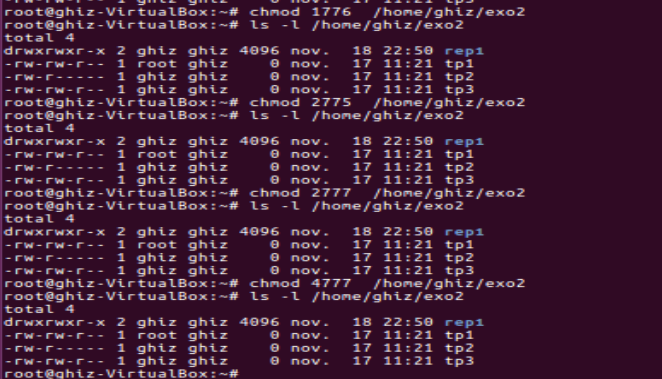 root@ghiz-VirtualBox:~# chmod 1776  /home/ghiz/exo2
root@ghiz-VirtualBox:~# ls -l /home/ghiz/exo2
total 4
drwxrwxr-x 2 ghiz ghiz 4096 nov.  18 22:50 rep1
-rw-rw-r-- 1 root ghiz    0 nov.  17 11:21 tp1
-rw-r----- 1 ghiz ghiz    0 nov.  17 11:21 tp2
-rw-rw-r-- 1 ghiz ghiz    0 nov.  17 11:21 tp3
root@ghiz-VirtualBox:~# chmod 2775  /home/ghiz/exo2
root@ghiz-VirtualBox:~# ls -l /home/ghiz/exo2
total 4
drwxrwxr-x 2 ghiz ghiz 4096 nov.  18 22:50 rep1
-rw-rw-r-- 1 root ghiz    0 nov.  17 11:21 tp1
-rw-r----- 1 ghiz ghiz    0 nov.  17 11:21 tp2
-rw-rw-r-- 1 ghiz ghiz    0 nov.  17 11:21 tp3
root@ghiz-VirtualBox:~# chmod 2777  /home/ghiz/exo2
root@ghiz-VirtualBox:~# ls -l /home/ghiz/exo2
total 4
drwxrwxr-x 2 ghiz ghiz 4096 nov.  18 22:50 rep1
-rw-rw-r-- 1 root ghiz    0 nov.  17 11:21 tp1
-rw-r----- 1 ghiz ghiz    0 nov.  17 11:21 tp2
-rw-rw-r-- 1 ghiz ghiz    0 nov.  17 11:21 tp3
root@ghiz-VirtualBox:~# chmod 4777  /home/ghiz/exo2
root@ghiz-VirtualBox:~# ls -l /home/ghiz/exo2
total 4
drwxrwxr-x 2 ghiz ghiz 4096 nov.  18 22:50 rep1
-rw-rw-r-- 1 root ghiz    0 nov.  17 11:21 tp1
-rw-r----- 1 ghiz ghiz    0 nov.  17 11:21 tp2
-rw-rw-r-- 1 ghiz ghiz    0 nov.  17 11:21 tp3
root@ghiz-VirtualBox:~#